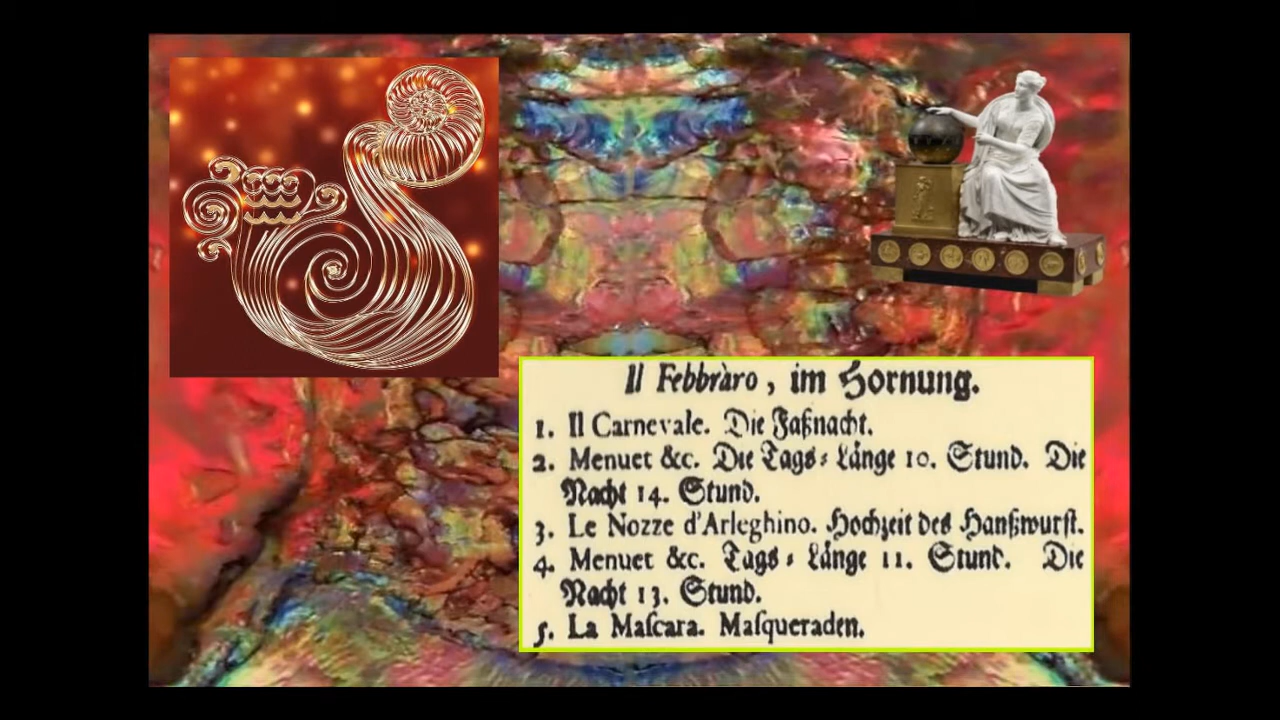 Il Febbràro, im Hornung.
1. Il Carnevale. Die Faßnacht.
2. Menuet &c. Die Tags⸗Länge 10. Stund. Die
Nacht 14. Stund.
3. Le Nozze d'Arleghino. Hochzeit des Hanßwurst.
4. Menuet &c. Tags⸗Länge 11. Stund. Die
Nacht 13. Stund.
5. La Maſcara. Maſqueraden.